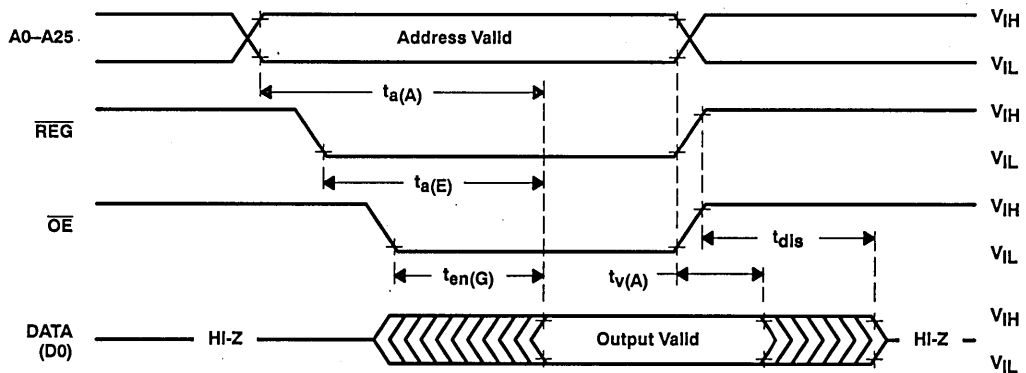 A0–A25 Address Valid VIH
VIL
ta(A)
REG VIH
VIL
ta(E)
OE VIH
tdis VIL
ten(G) tv(A)
DATA (D0) HI-Z Output Valid HI-Z VIH
VIL